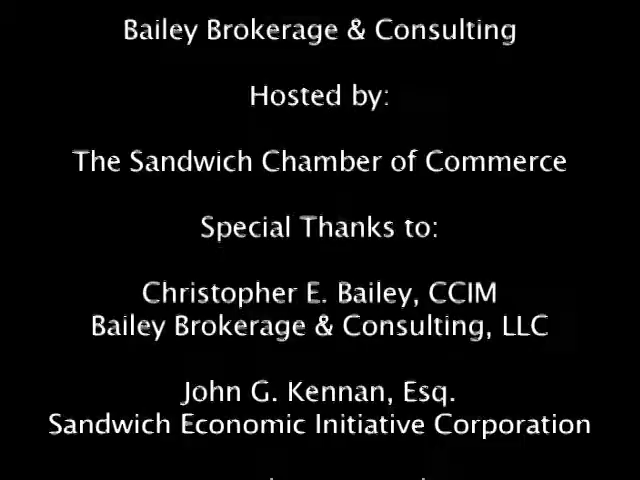 Bailey Brokerage & Consulting
Hosted by:
The Sandwich Chamber of Commerce
Special Thanks to:
Christopher E. Bailey, CCIM
Bailey Brokerage & Consulting, LLC
John G. Kennan, Esq.
Sandwich Economic Initiative Corporation